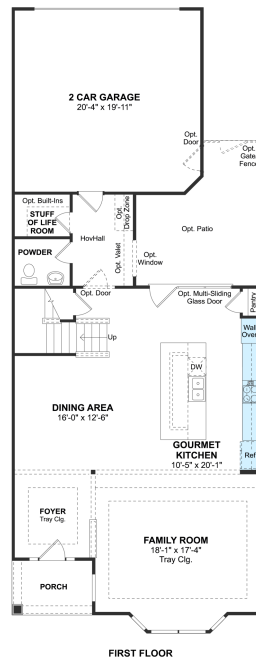 2 CAR GARAGE
20'-4" x 19'-11"
Opt.
Door
Opt.
Gate/
Fence
Opt. Built-Ins
STUFF
OF LIFE
ROOM
Opt.
Drop Zone
HovHall
Opt. Patio
POWDER
Opt. Valet
Opt.
Window
Opt. Door
Opt. Multi-Sliding
Glass Door
Pantry
Up
Wall
Oven
DW
DINING AREA
16'-0" x 12'-6"
GOURMET
KITCHEN
10'-5" x 20'-1"
Ref
FOYER
Tray Clg.
FAMILY ROOM
18'-1" x 17'-4"
Tray Clg.
PORCH
FIRST FLOOR